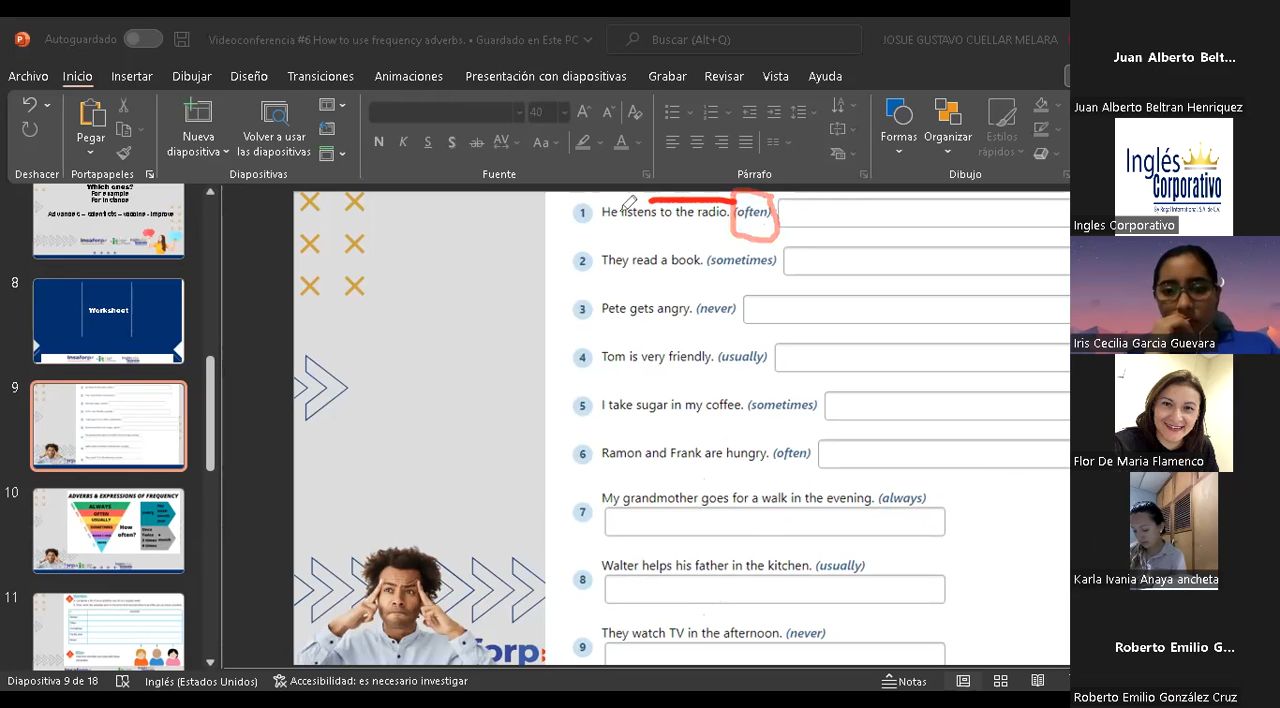 Autoguardado
Videoconferencia #6 How to use frequency adverbs. • Guardado en Este PC
Buscar (Alt+Q)
JOSUE GUSTAVO CUELLAR MELARA
Archivo Inicio Insertar Dibujar Diseño Transiciones Animaciones Presentación con diapositivas Grabar Revisar Vista Ayuda
Pegar
Nueva diapositiva
Volver a usar las diapositivas
40
N K S S ab AV Aa A
Formas
Organizar
Estilos rápidos
Deshacer Portapapeles Diapositivas Fuente Párrafo Dibujo
Which ones?
For example
For instance
8
Worksheet
9
10
ADVERBS & EXPRESSIONS OF FREQUENCY
ALWAYS
OFTEN
USUALLY
SOMETIMES
How often?
11
1 He listens to the radio. (often)
2 They read a book. (sometimes)
3 Pete gets angry. (never)
4 Tom is very friendly. (usually)
5 I take sugar in my coffee. (sometimes)
6 Ramon and Frank are hungry. (often)
7 My grandmother goes for a walk in the evening. (always)
8 Walter helps his father in the kitchen. (usually)
9 They watch TV in the afternoon. (never)
Diapositiva 9 de 18
Inglés (Estados Unidos)
Accesibilidad: es necesario investigar
Notas
Juan Alberto Belt...
Juan Alberto Beltran Henriquez
Inglés
Corporativo
Ingles Corporativo
Iris Cecilia Garcia Guevara
Flor De Maria Flamenco
Karla Ivania Anaya ancheta
Roberto Emilio G...
Roberto Emilio González Cruz